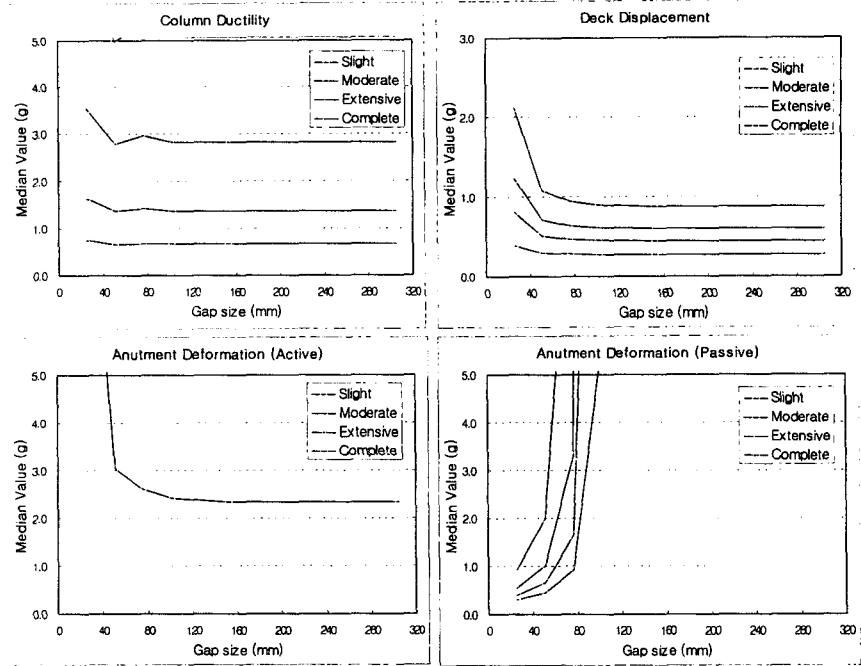 Column Ductility
5.0
4.0
3.0
2.0
1.0
0.0
Median Value (g)
Slight
Moderate
Extensive
Complete
0 40 80 120 160 200 240 280 320
Gap size (mm)
Deck Displacement
3.0
2.0
1.0
0.0
Median Value (g)
Slight
Moderate
Extensive
Complete
0 40 80 120 160 200 240 280 320
Gap size (mm)
Anutment Deformation (Active)
5.0
4.0
3.0
2.0
1.0
0.0
Median Value (g)
Slight
Moderate
Extensive
Complete
0 40 80 120 160 200 240 280 320
Gap size (mm)
Anutment Deformation (Passive)
5.0
4.0
3.0
2.0
1.0
0.0
Median Value (g)
Slight
Moderate
Extensive
Complete
0 40 80 120 160 200 240 280 320
Gap size (mm)